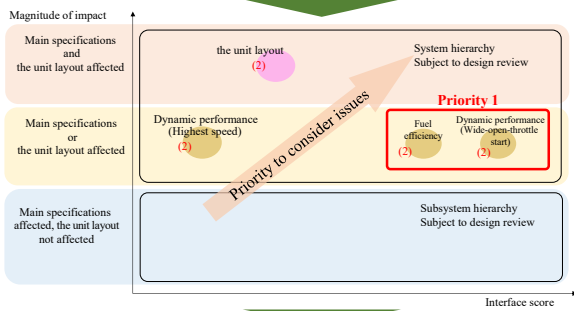 Magnitude of impact
Main specifications
and
the unit layout affected
the unit layout
(2)
System hierarchy
Subject to design review
Priority 1
Main specifications
or
the unit layout affected
Dynamic performance
(Highest speed)
(2)
Priority to consider issues
Fuel
efficiency
(2)
Dynamic performance
(Wide-open-throttle
start)
(2)
Main specifications
affected, the unit layout
not affected
Subsystem hierarchy
Subject to design review
Interface score